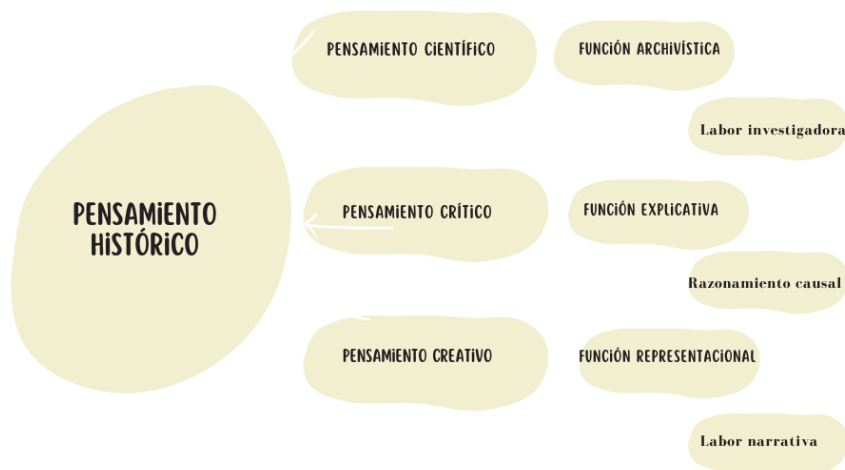 PENSAMIENTO CIENTÍFICO
FUNCIÓN ARCHIVÍSTICA
Labor investigadora
PENSAMIENTO
HISTÓRICO
PENSAMIENTO CRÍTICO
FUNCIÓN EXPLICATIVA
Razonamiento causal
PENSAMIENTO CREATIVO
FUNCIÓN REPRESENTACIONAL
Labor narrativa